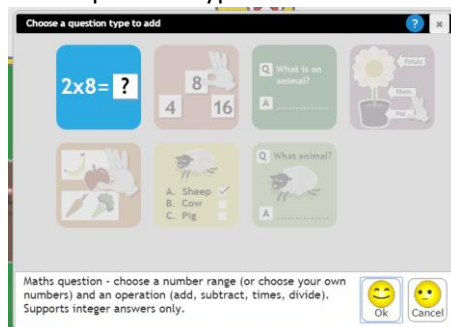 Choose a question type to add
? x
2x8= ?
8
4 16
Q What is an animal?
A ............
Petals
Stem
Pot
A. Sheep ✓
B. Cow
C. Pig
Q What animal?
A ............
Maths question - choose a number range (or choose your own
numbers) and an operation (add, subtract, times, divide).
Supports integer answers only.
Ok Cancel